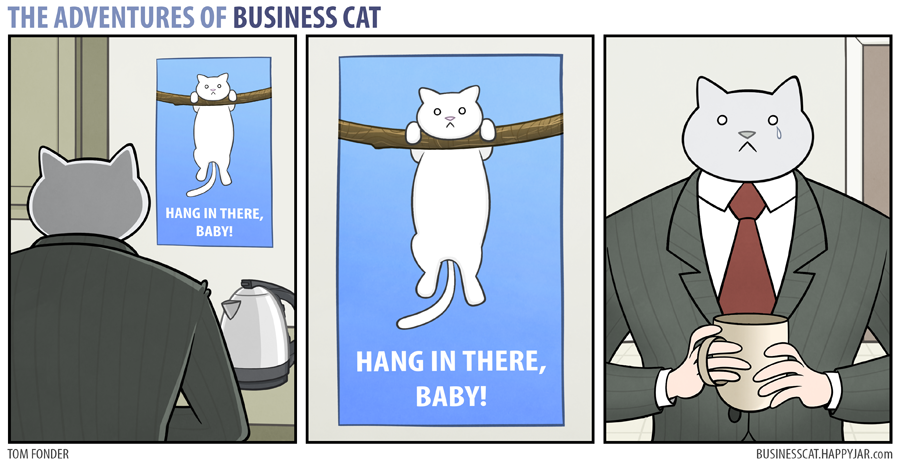 THE ADVENTURES OF BUSINESS CAT
HANG IN THERE,
BABY!
HANG IN THERE,
BABY!
TOM FONDER
BUSINESSCAT.HAPPYJAR.com